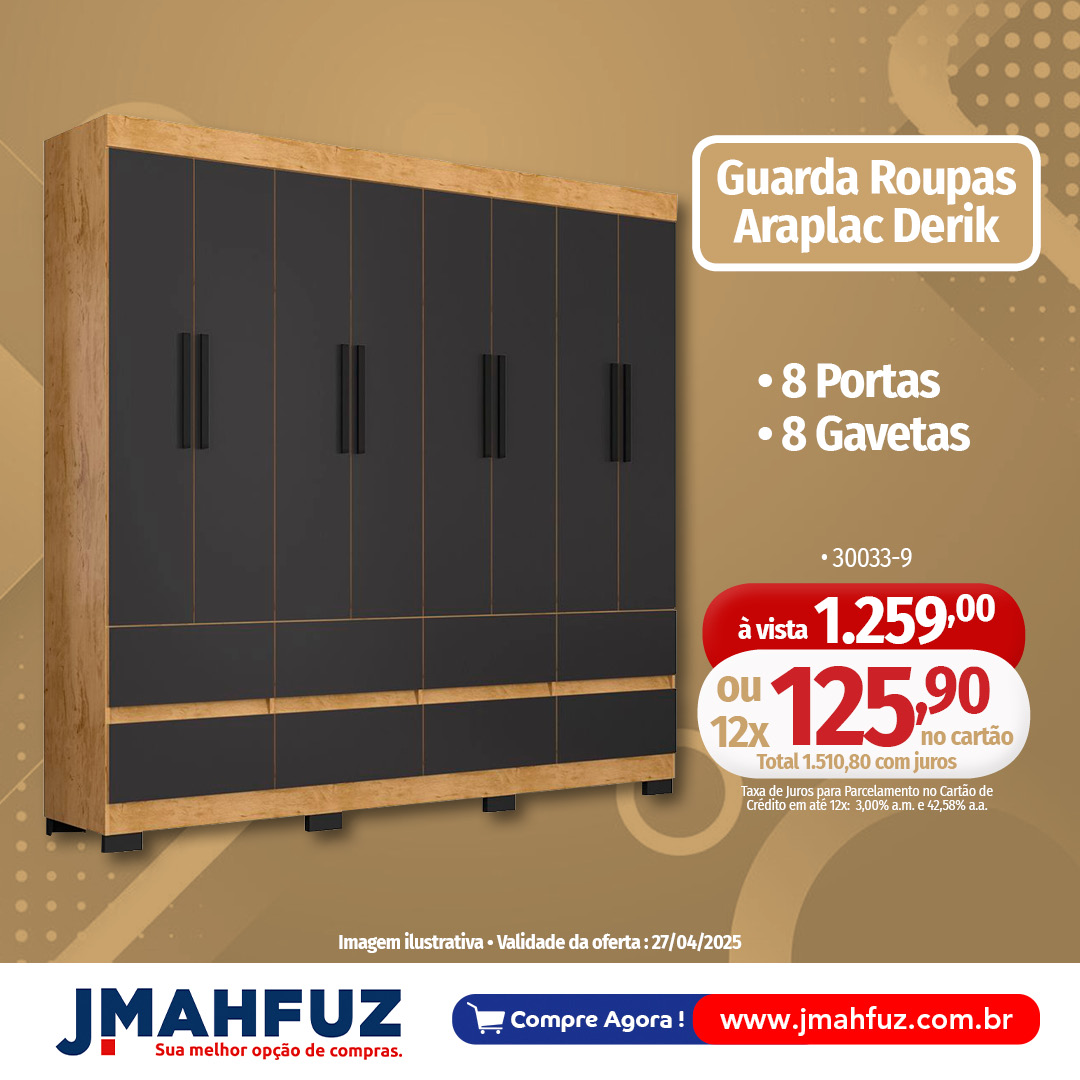 Guarda Roupas
Araplac Derik
• 8 Portas
• 8 Gavetas
• 30033-9
à vista 1.259,00
ou 12x 125,90 no cartão
Total 1.510,80 com juros
Taxa de Juros para Parcelamento no Cartão de
Crédito em até 12x: 3,00% a.m. e 42,58% a.a.
Imagem ilustrativa • Validade da oferta : 27/04/2025
JMAHFUZ
Sua melhor opção de compras.
Compre Agora !
www.jmahfuz.com.br